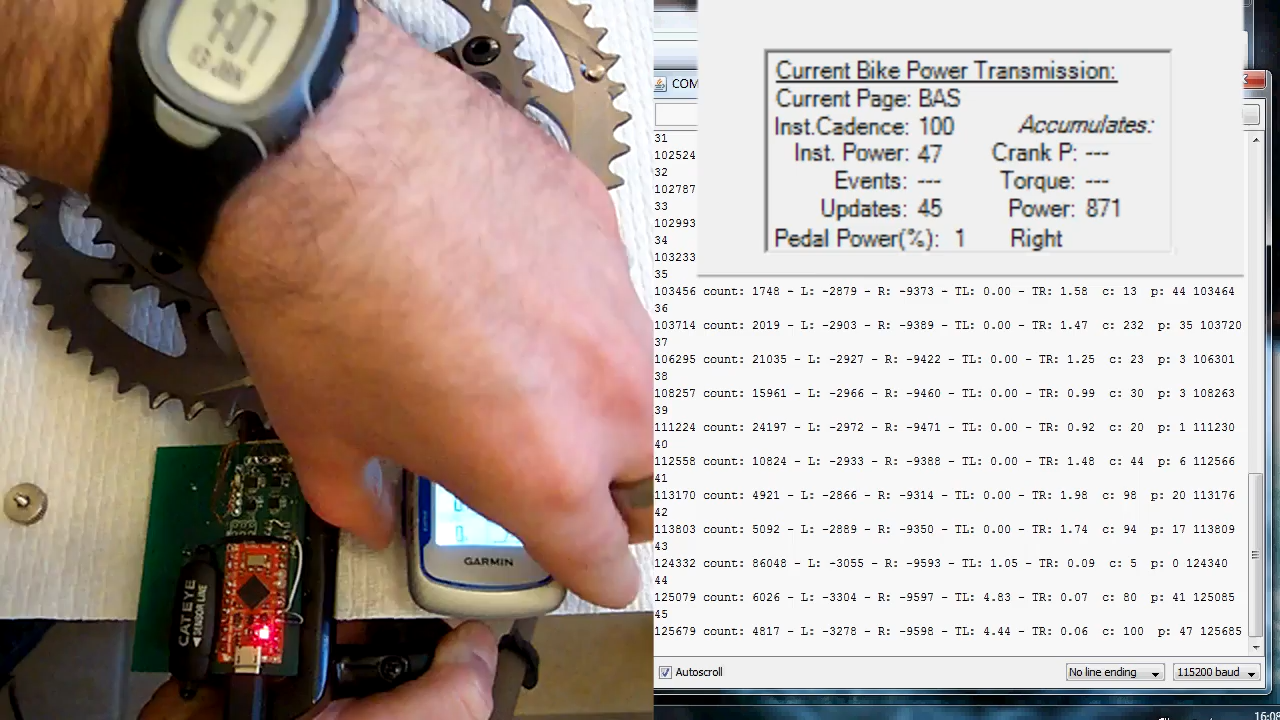 4:07
CATEYE
SENSOR LINE
GARMIN
COM
Current Bike Power Transmission:
Current Page: BAS
Inst.Cadence: 100 Accumulates:
Inst. Power: 47 Crank P: ---
Events: --- Torque: ---
Updates: 45 Power: 871
Pedal Power(%): 1 Right
31
102524
32
102787
33
102993
34
103233
35
103456 count: 1748 - L: -2879 - R: -9373 - TL: 0.00 - TR: 1.58 c: 13 p: 44 103464
36
103714 count: 2019 - L: -2903 - R: -9389 - TL: 0.00 - TR: 1.47 c: 232 p: 35 103720
37
106295 count: 21035 - L: -2927 - R: -9422 - TL: 0.00 - TR: 1.25 c: 23 p: 3 106301
38
108257 count: 15961 - L: -2966 - R: -9460 - TL: 0.00 - TR: 0.99 c: 30 p: 3 108263
39
111224 count: 24197 - L: -2972 - R: -9471 - TL: 0.00 - TR: 0.92 c: 20 p: 1 111230
40
112558 count: 10824 - L: -2933 - R: -9388 - TL: 0.00 - TR: 1.48 c: 44 p: 6 112566
41
113170 count: 4921 - L: -2866 - R: -9314 - TL: 0.00 - TR: 1.98 c: 98 p: 20 113176
42
113803 count: 5092 - L: -2889 - R: -9350 - TL: 0.00 - TR: 1.74 c: 94 p: 17 113809
43
124332 count: 86048 - L: -3055 - R: -9593 - TL: 1.05 - TR: 0.09 c: 5 p: 0 124340
44
125079 count: 6026 - L: -3304 - R: -9597 - TL: 4.83 - TR: 0.07 c: 80 p: 41 125085
45
125679 count: 4817 - L: -3278 - R: -9598 - TL: 4.44 - TR: 0.06 c: 100 p: 47 125685
Autoscroll
No line ending
115200 baud
16:08